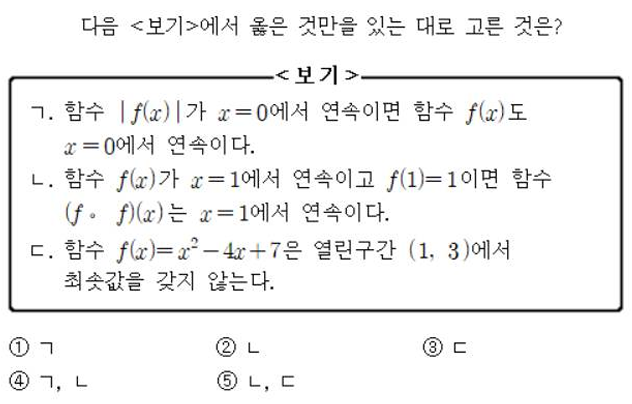 다음 <보기>에서 옳은 것만을 있는 대로 고른 것은?
<보기>
ㄱ. 함수 |f(x)|가 x=0에서 연속이면 함수 f(x)도
x=0에서 연속이다.
ㄴ. 함수 f(x)가 x=1에서 연속이고 f(1)=1이면 함수
(f ∘ f)(x)는 x=1에서 연속이다.
ㄷ. 함수 f(x)=x²-4x+7은 열린구간 (1, 3)에서
최솟값을 갖지 않는다.
① ㄱ ② ㄴ ③ ㄷ
④ ㄱ, ㄴ ⑤ ㄴ, ㄷ